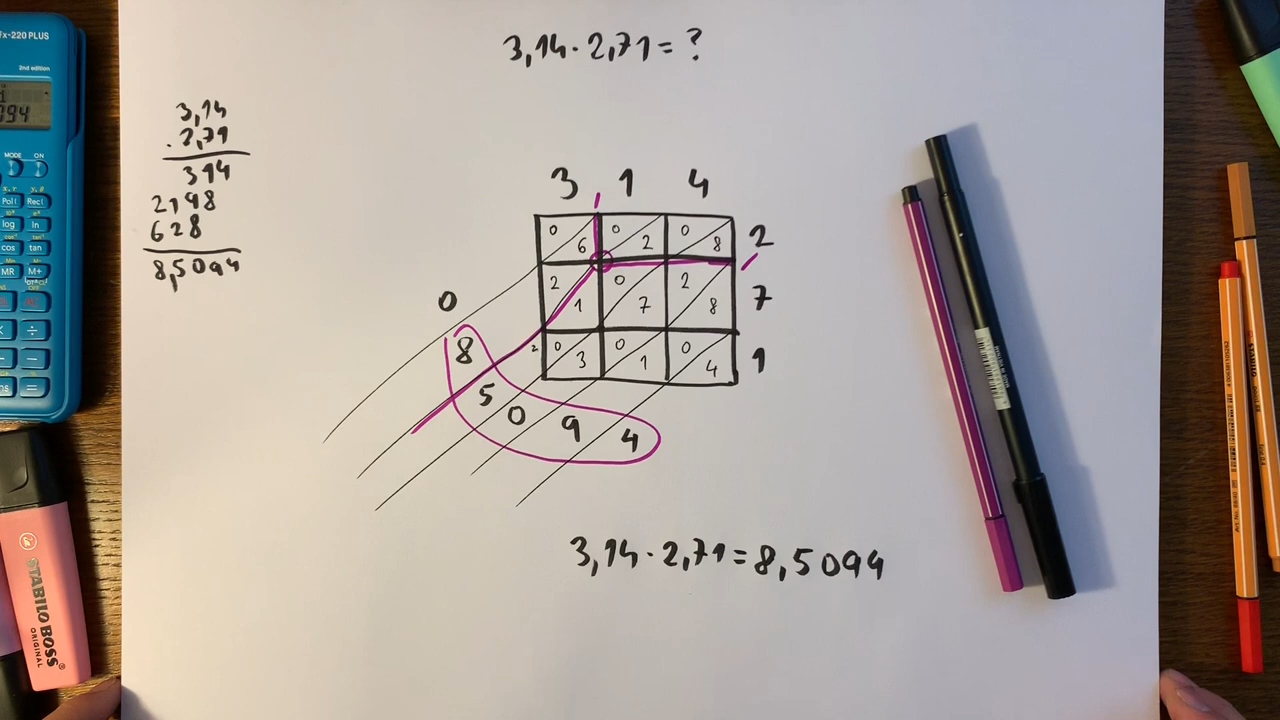 fx-220 PLUS
2nd edition
094
MODE ON
Pol( Rec(
log ln
cos tan
MR M+
3,14 · 2,71 = ?
3,14
· 2,71
314
2198
628
8,5094
3 1 4
0 6 0 2 0 8 2
2 1 0 7 2 8 7
2 0 3 0 1 0 4 1
0
8
5
0
9
4
3,14 · 2,71 = 8,5094
STABILO BOSS
ORIGINAL